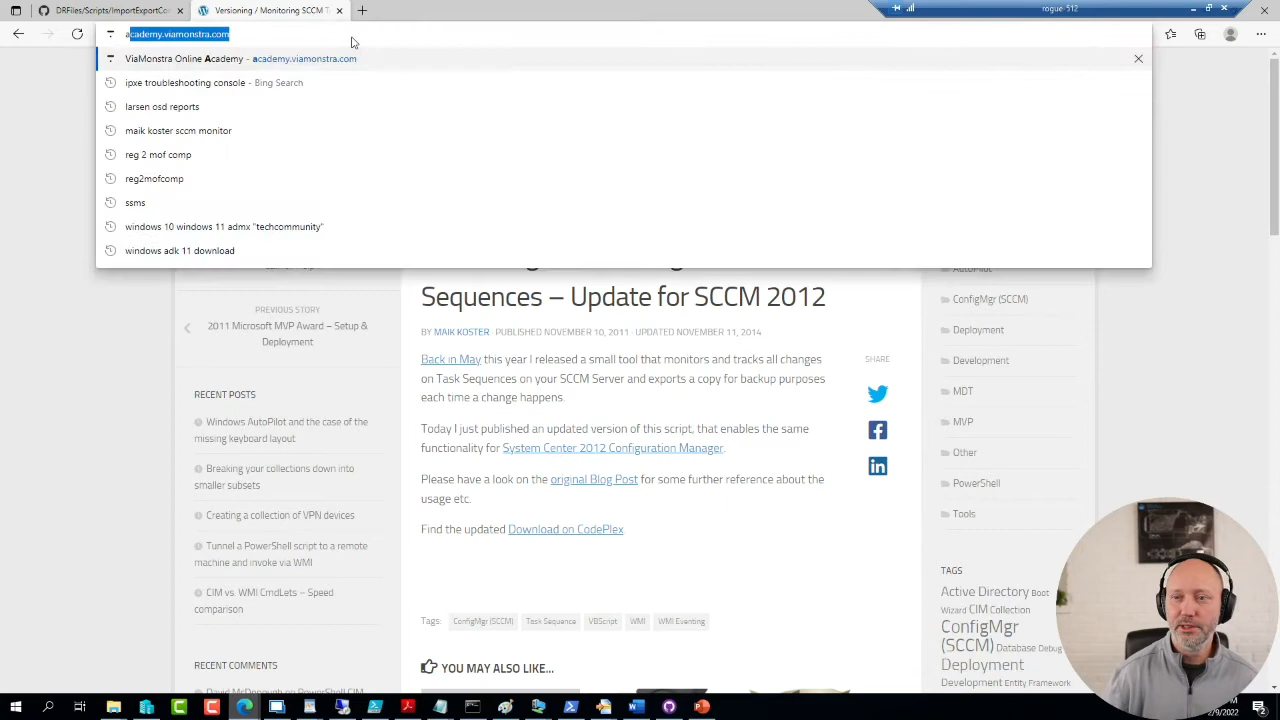 DRFiles/Scripts/ImportExportCon
Versioning / Monitoring SCCM T
rogue-512
academy.viamonstra.com
ViaMonstra Online Academy - academy.viamonstra.com
ipxe troubleshooting console - Bing Search
larsen osd reports
maik koster sccm monitor
reg 2 mof comp
reg2mofcomp
ssms
windows 10 windows 11 admx "techcommunity"
windows adk 11 download
Sequences – Update for SCCM 2012
BY MAIK KOSTER · PUBLISHED NOVEMBER 10, 2011 · UPDATED NOVEMBER 11, 2014
Back in May this year I released a small tool that monitors and tracks all changes
on Task Sequences on your SCCM Server and exports a copy for backup purposes
each time a change happens.
Today I just published an updated version of this script, that enables the same
functionality for System Center 2012 Configuration Manager.
Please have a look on the original Blog Post for some further reference about the
usage etc.
Find the updated Download on CodePlex.
Tags: ConfigMgr (SCCM) Task Sequence VBScript WMI WMI Eventing
YOU MAY ALSO LIKE...
SHARE
PREVIOUS STORY
2011 Microsoft MVP Award – Setup &
Deployment
RECENT POSTS
Windows AutoPilot and the case of the
missing keyboard layout
Breaking your collections down into
smaller subsets
Creating a collection of VPN devices
Tunnel a PowerShell script to a remote
machine and invoke via WMI
CIM vs. WMI CmdLets – Speed
comparison
RECENT COMMENTS
David McDonough on PowerShell CIM
AutoPilot
ConfigMgr (SCCM)
Deployment
Development
MDT
MVP
Other
PowerShell
Tools
TAGS
Active Directory Boot
Wizard CIM Collection
ConfigMgr
(SCCM) Database Debug
Deployment
Development Entity Framework
2/9/2022